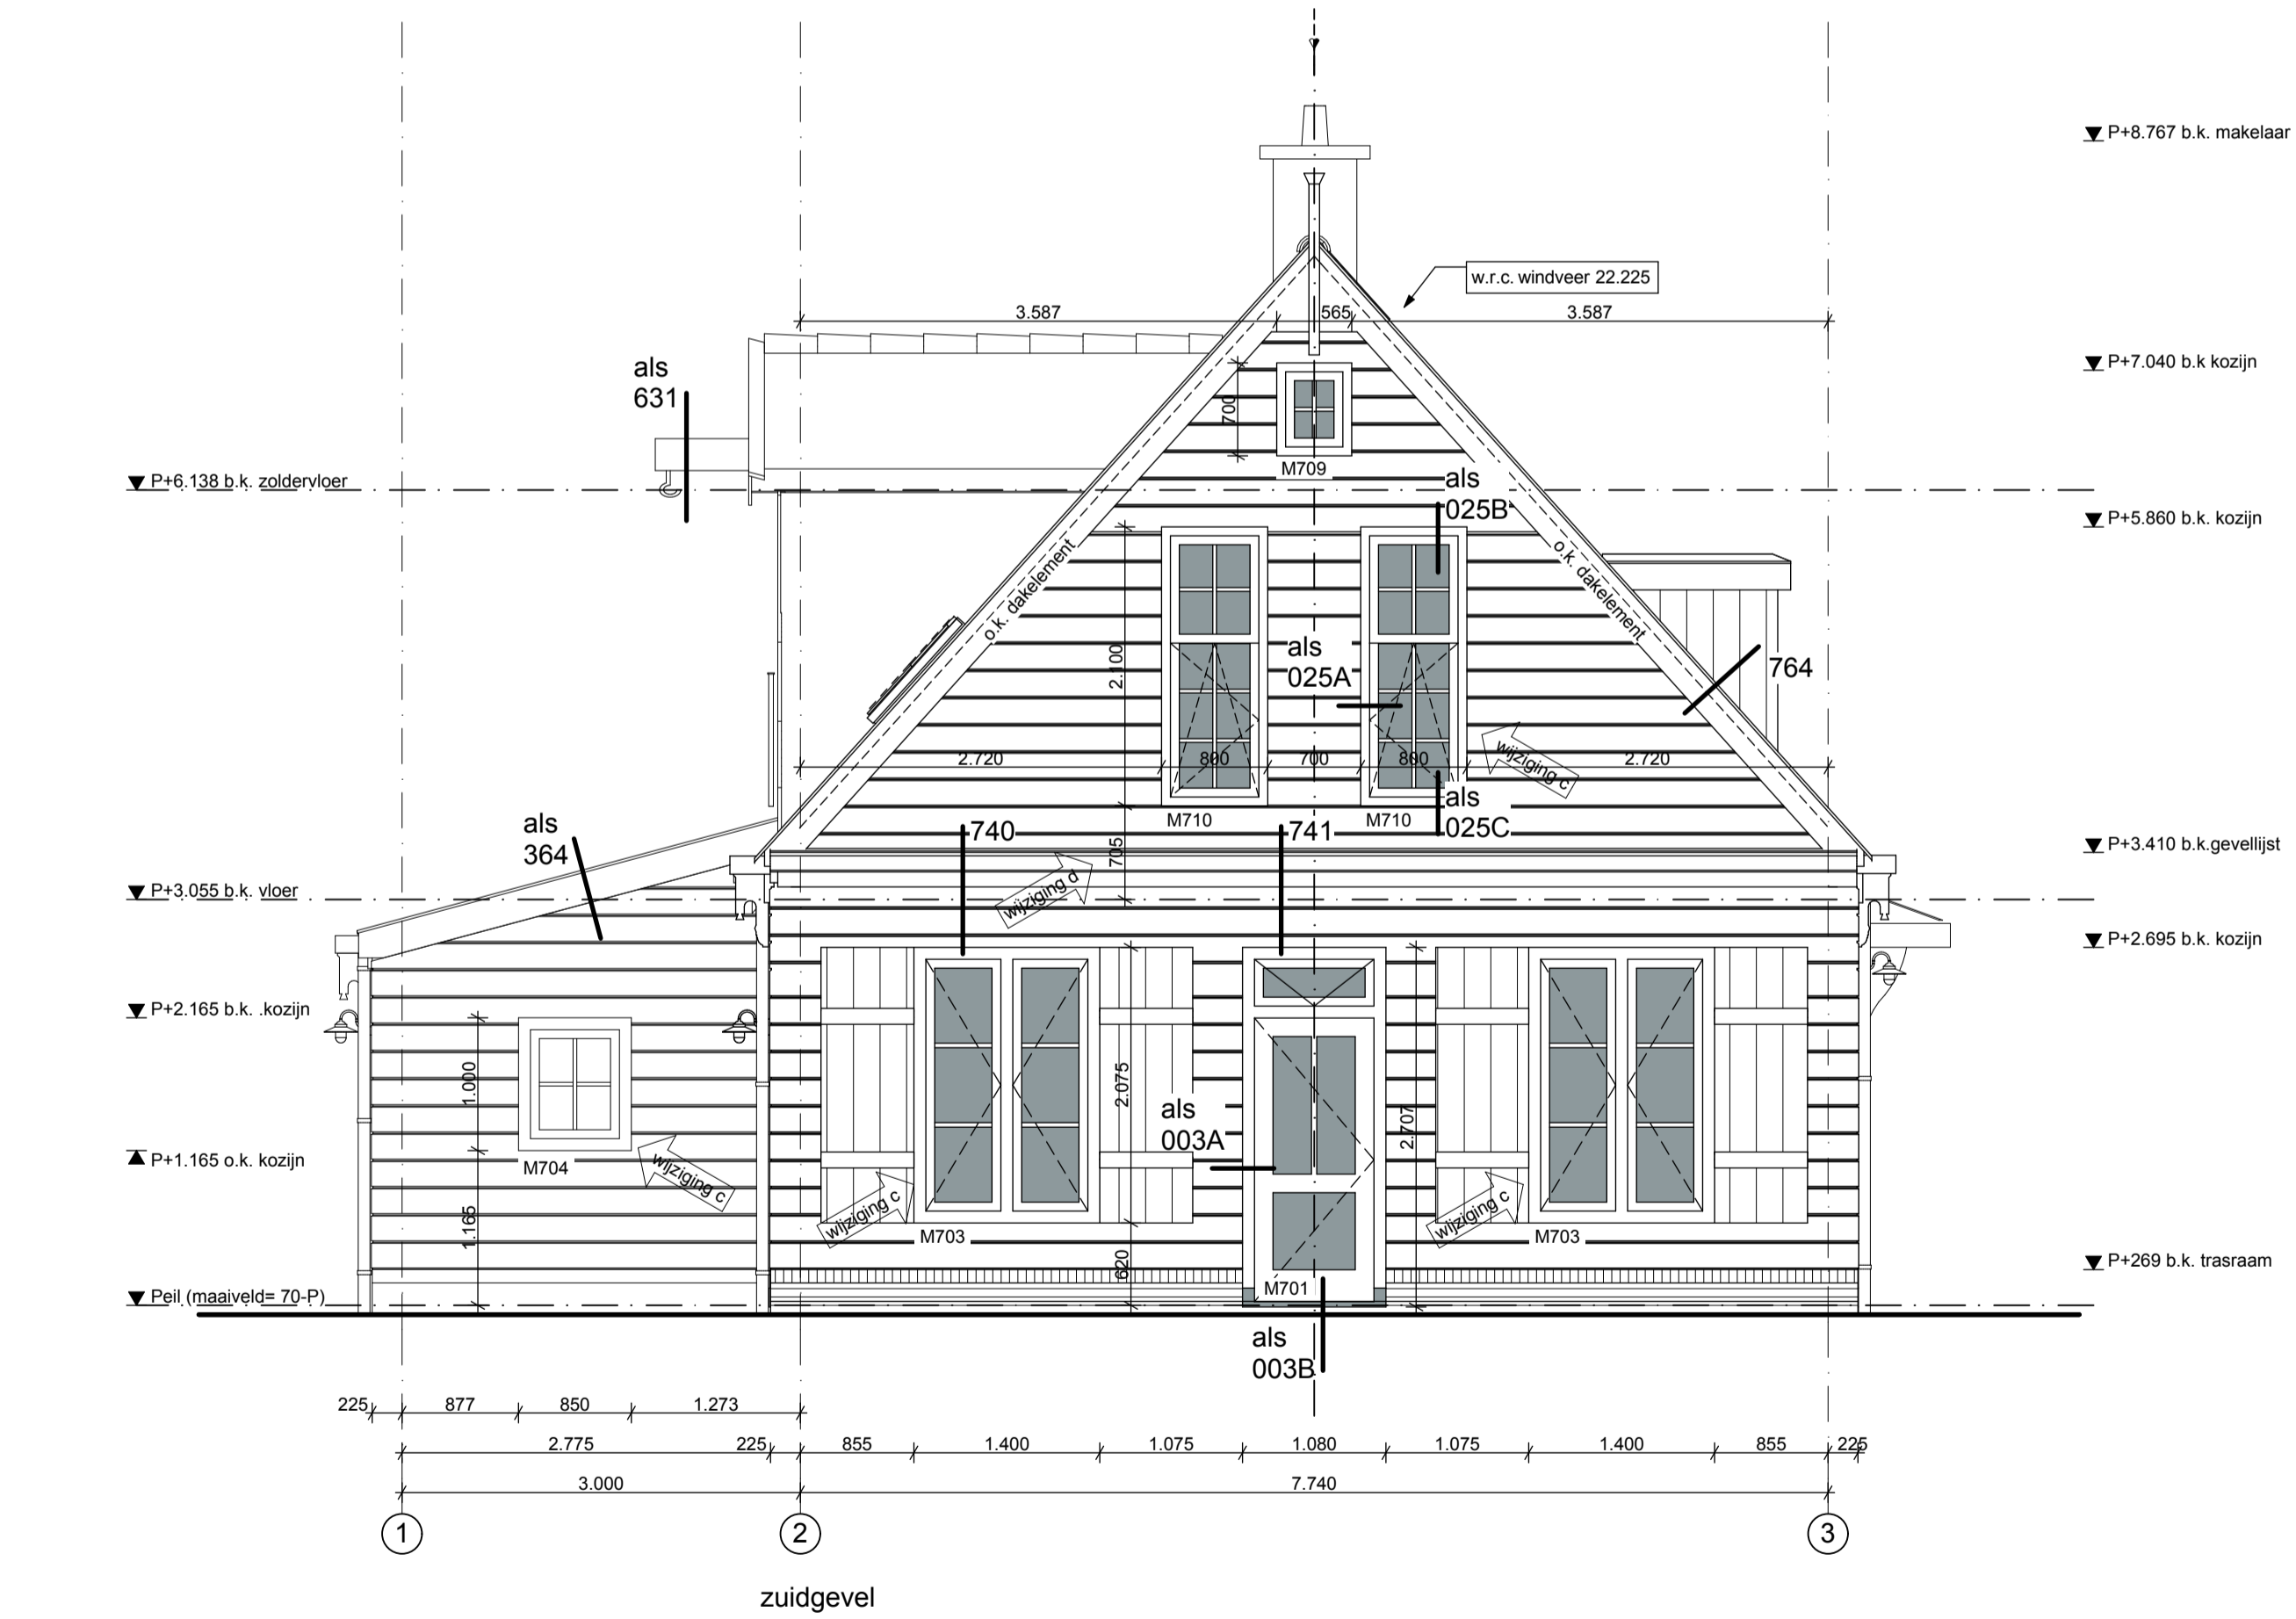 P+8.767 b.k. makelaar
w.r.c. windveer 22.225
3.587
565
3.587
P+7.040 b.k kozijn
als
631
700
M709
P+6.138 b.k. zoldervloer
als
025B
P+5.860 b.k. kozijn
o.k. dakelement
o.k. dakelement
als
025A
2.100
764
2.720
800
700
800
2.720
wijziging c
als
025C
M710
M710
740
741
705
als
364
P+3.410 b.k.gevellijst
P+3.055 b.k. vloer
wijziging d
P+2.695 b.k. kozijn
P+2.165 b.k. .kozijn
1.000
2.075
als
003A
2.707
P+1.165 o.k. kozijn
M704
wijziging c
wijziging c
wijziging c
1.165
M703
M703
620
P+269 b.k. trasraam
M701
Peil (maaiveld= 70-P)
als
003B
225
877
850
1.273
2.775
225
855
1.400
1.075
1.080
1.075
1.400
855
225
3.000
7.740
1
2
3
zuidgevel